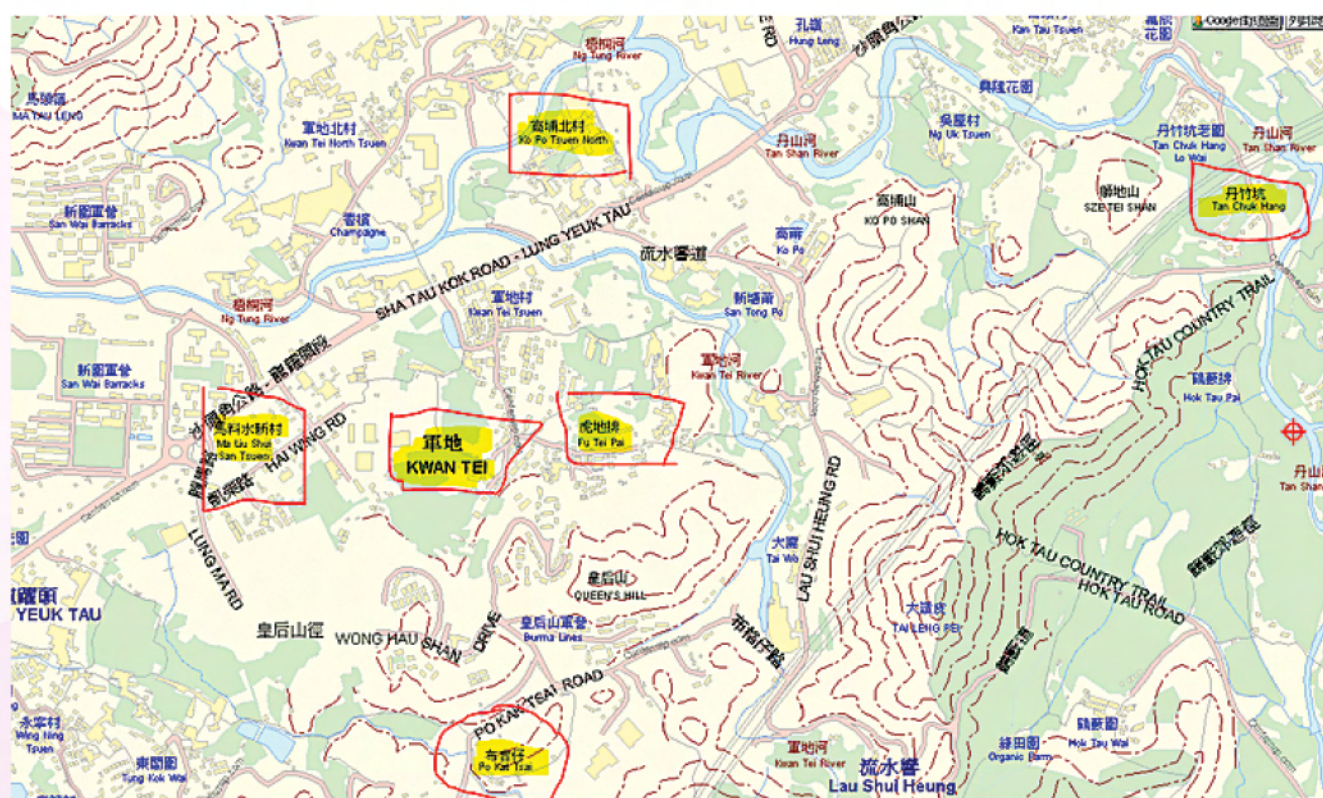 孔嶺
Hung Leng
Kan Tau Tsuen
花園
梧桐河
Ng Tung River
馬頭嶺
MA TAU LENG
軍地北村
Kwan Tei North Tsuen
高埔北村
Ko Po Tsuen North
丹山河
Tan Shan River
吳屋村
Ng Uk Tsuen
丹竹坑老圍
Tan Chuk Hang
Lo Wai
丹山河
Tan Shan River
新圍軍營
San Wai Barracks
Champagne
高埔山
KO PO SHAN
獅地山
SZE TEI SHAN
丹竹坑
Tan Chuk Hang
流水響道
高莆
Ko Po
SHA TAU KOK ROAD - LUNG YEUK TAU
梧桐河
Ng Tung River
軍地村
Kwan Tei Tsuen
新塘莆
San Tong Po
HOK TAU COUNTRY TRAIL
新圍軍營
San Wai Barracks
軍地河
Kwan Tei River
鶴藪排
Hok Tau Pai
馬料水新村
Ma Liu Shui
San Tsuen
HAI WING RD
軍地
KWAN TEI
虎地排
Fu Tei Pai
LUNG MA RD
LAU SHUI HEUNG RD
大窩
Tai Wo
皇后山
QUEEN'S HILL
HOK TAU COUNTRY TRAIL
HOK TAU ROAD
YEUK TAU
皇后山徑
WONG HAU SHAN DRIVE
皇后山軍營
Burma Lines
TAI LENG PEI
PO KAK TSAI ROAD
永寧村
Wing Ning
Tsuen
東閣圍
Tung Kok Wai
布格仔
Po Kat Tsai
軍地河
Kwan Tei River
流水響
Lau Shui Heung
綠田園
Organic Farm
鶴藪圍
Hok Tau Wai